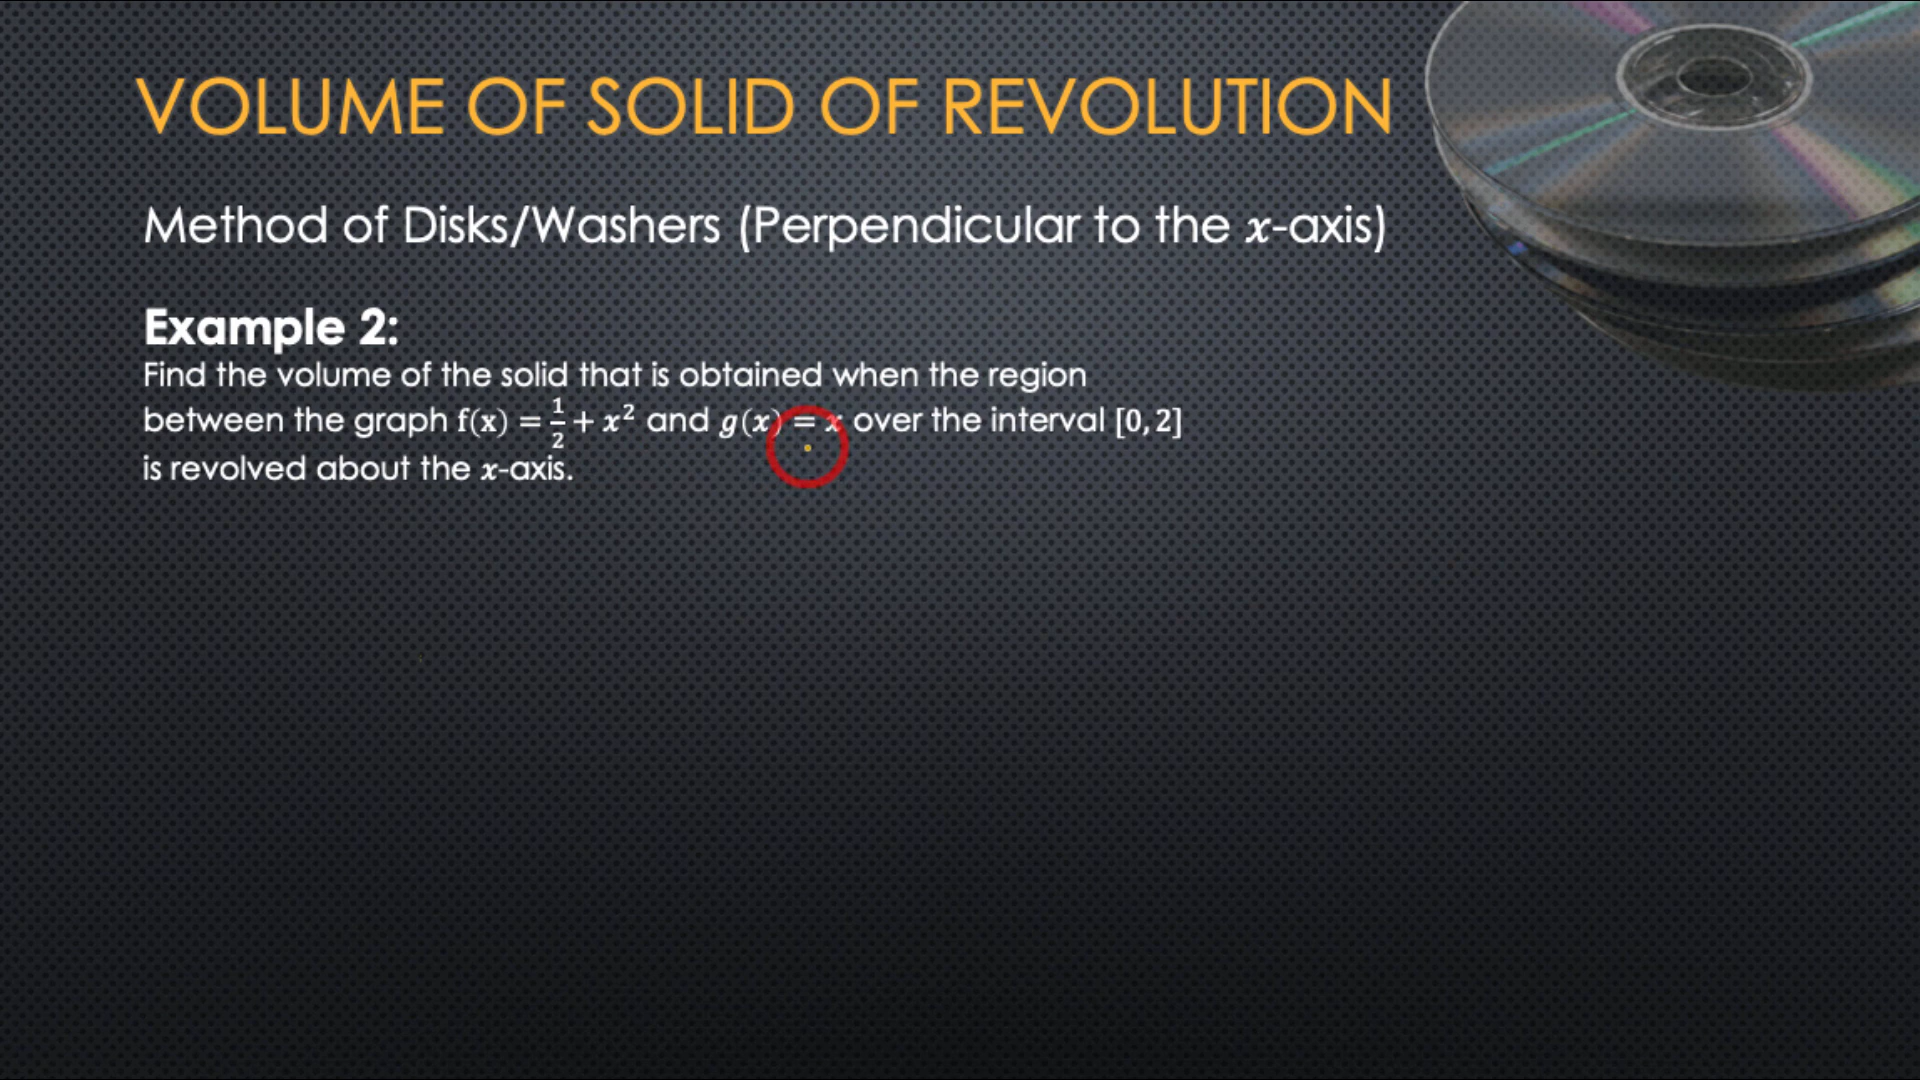 VOLUME OF SOLID OF REVOLUTION
Method of Disks/Washers (Perpendicular to the x-axis)
Example 2:
Find the volume of the solid that is obtained when the region
between the graph f(x) = 1/2 + x² and g(x) = x over the interval [0,2]
is revolved about the x-axis.